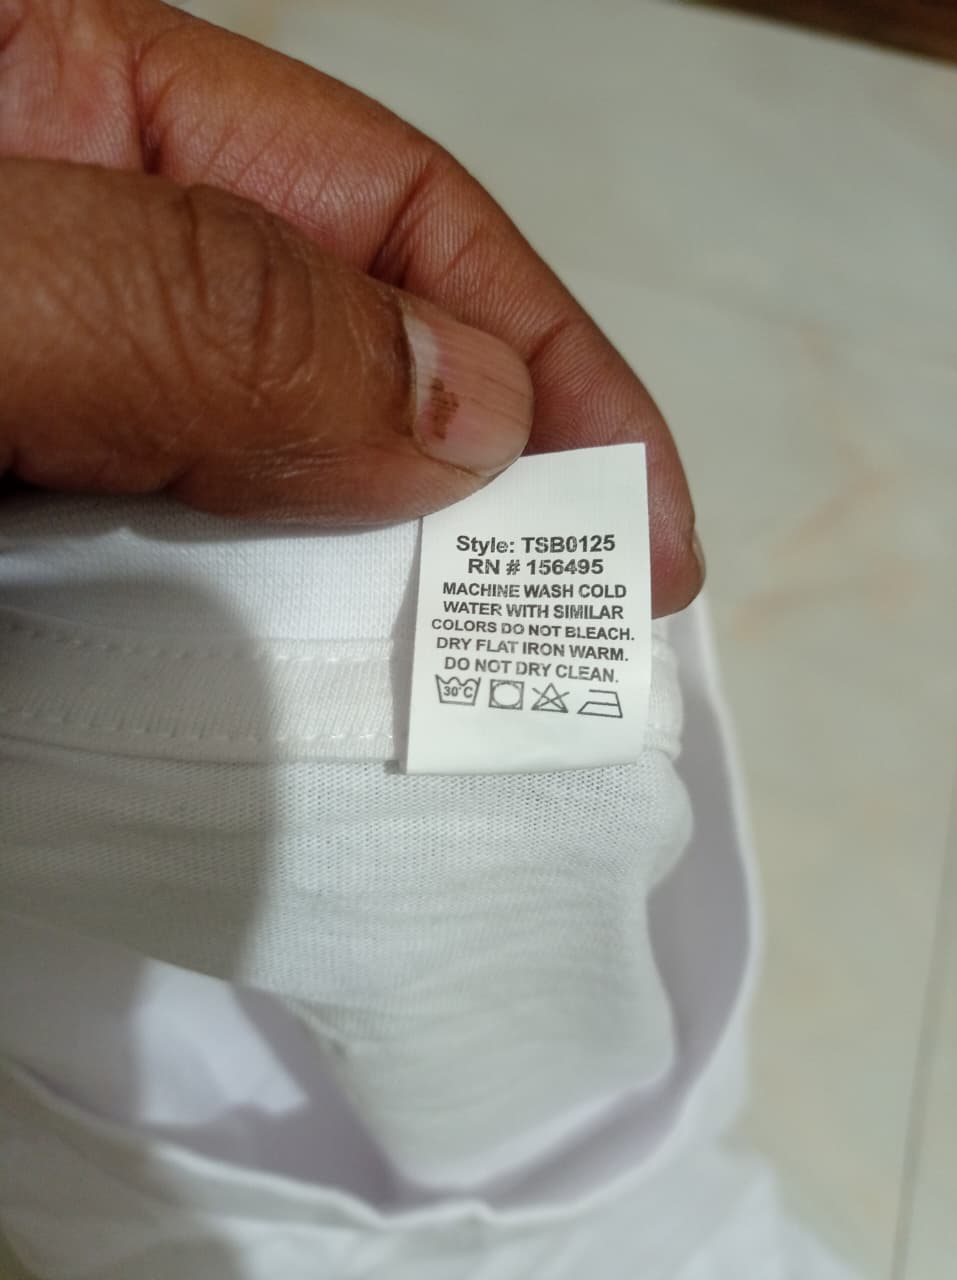 Style: TSB0125
RN # 156495
MACHINE WASH COLD
WATER WITH SIMILAR
COLORS DO NOT BLEACH.
DRY FLAT IRON WARM.
DO NOT DRY CLEAN.
30°C